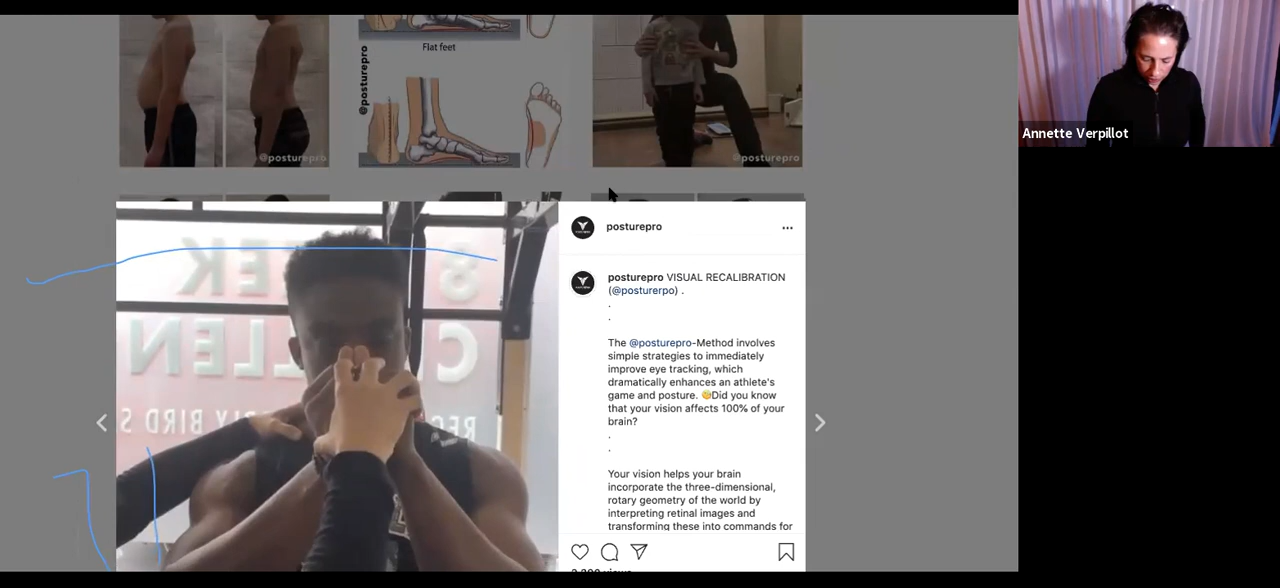 Flat feet
@posturepro
@posturepro
@posturepro
Annette Verpillot
posturepro
...
posturepro VISUAL RECALIBRATION
(@posturerpo) .
.
.
The @posturepro-Method involves
simple strategies to immediately
improve eye tracking, which
dramatically enhances an athlete's
game and posture. 🧐Did you know
that your vision affects 100% of your
brain?
.
.
Your vision helps your brain
incorporate the three-dimensional,
rotary geometry of the world by
interpreting retinal images and
transforming these into commands for